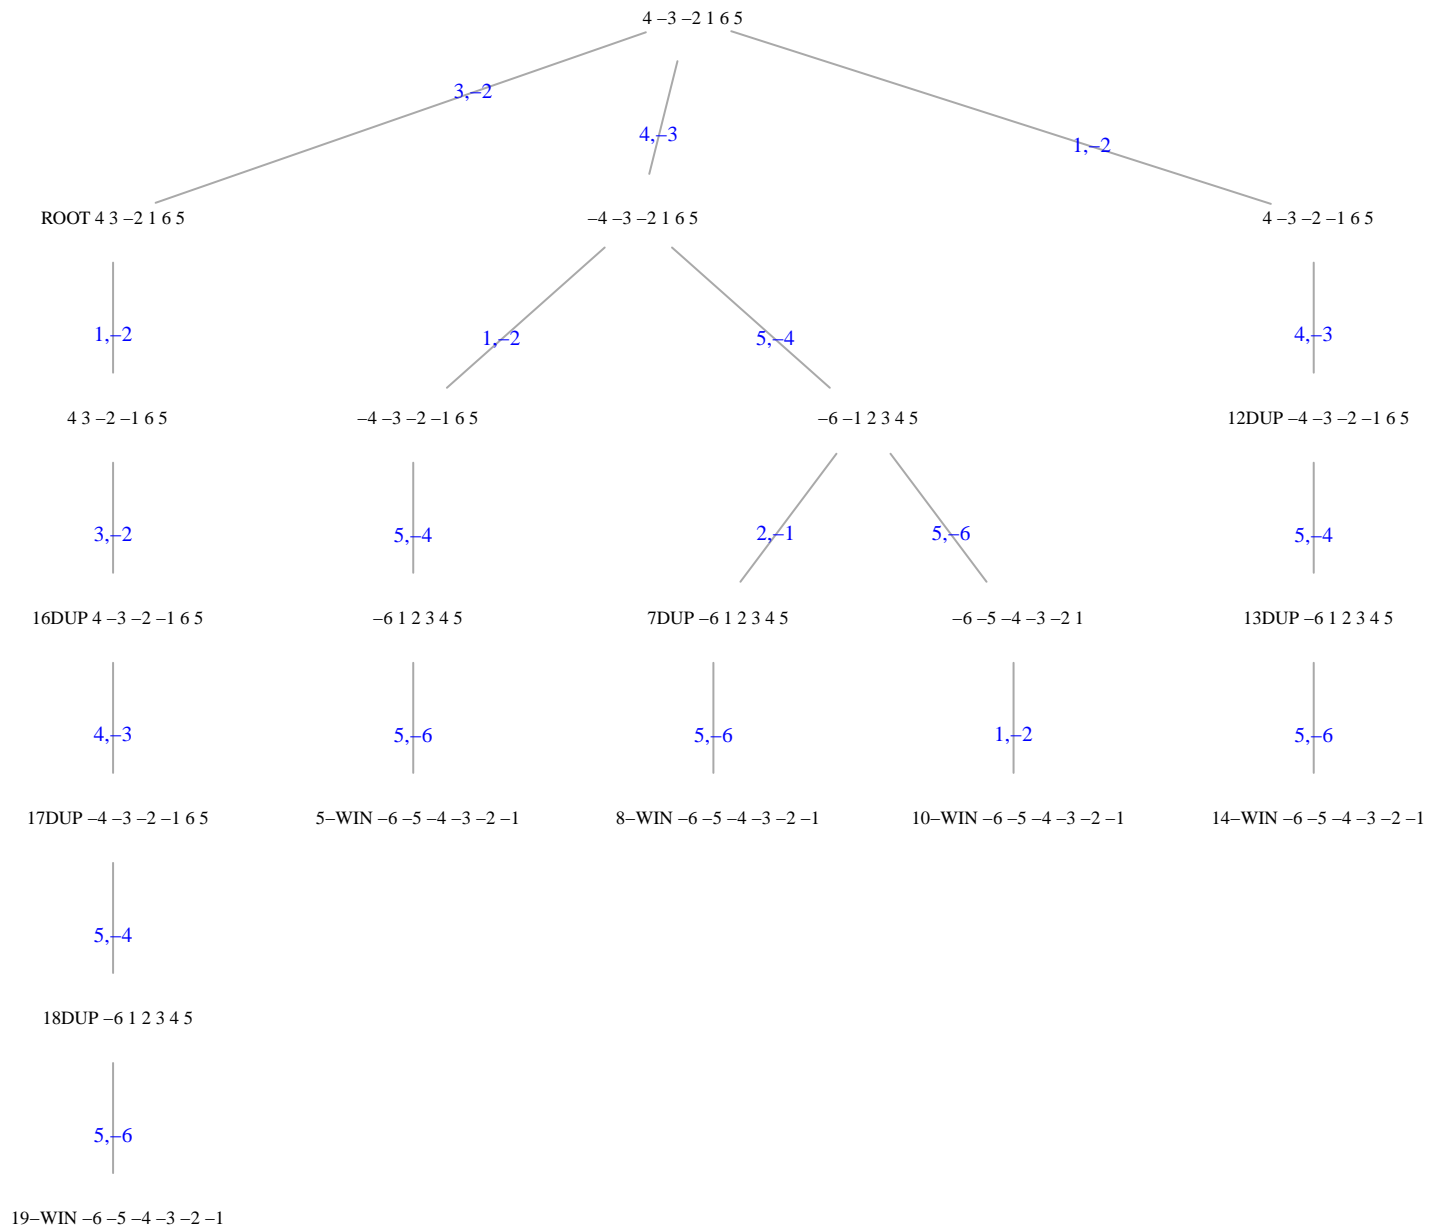 4 –3 –2 1 6 5
3,–2
4,–3
1,–2
ROOT 4 3 –2 1 6 5
–4 –3 –2 1 6 5
4 –3 –2 –1 6 5
1,–2
1,–2
5,–4
4,–3
4 3 –2 –1 6 5
–4 –3 –2 –1 6 5
–6 –1 2 3 4 5
12DUP –4 –3 –2 –1 6 5
3,–2
5,–4
2,–1
5,–6
5,–4
16DUP 4 –3 –2 –1 6 5
–6 1 2 3 4 5
7DUP –6 1 2 3 4 5
–6 –5 –4 –3 –2 1
13DUP –6 1 2 3 4 5
4,–3
5,–6
5,–6
1,–2
5,–6
17DUP –4 –3 –2 –1 6 5
5–WIN –6 –5 –4 –3 –2 –1
8–WIN –6 –5 –4 –3 –2 –1
10–WIN –6 –5 –4 –3 –2 –1
14–WIN –6 –5 –4 –3 –2 –1
5,–4
18DUP –6 1 2 3 4 5
5,–6
19–WIN –6 –5 –4 –3 –2 –1